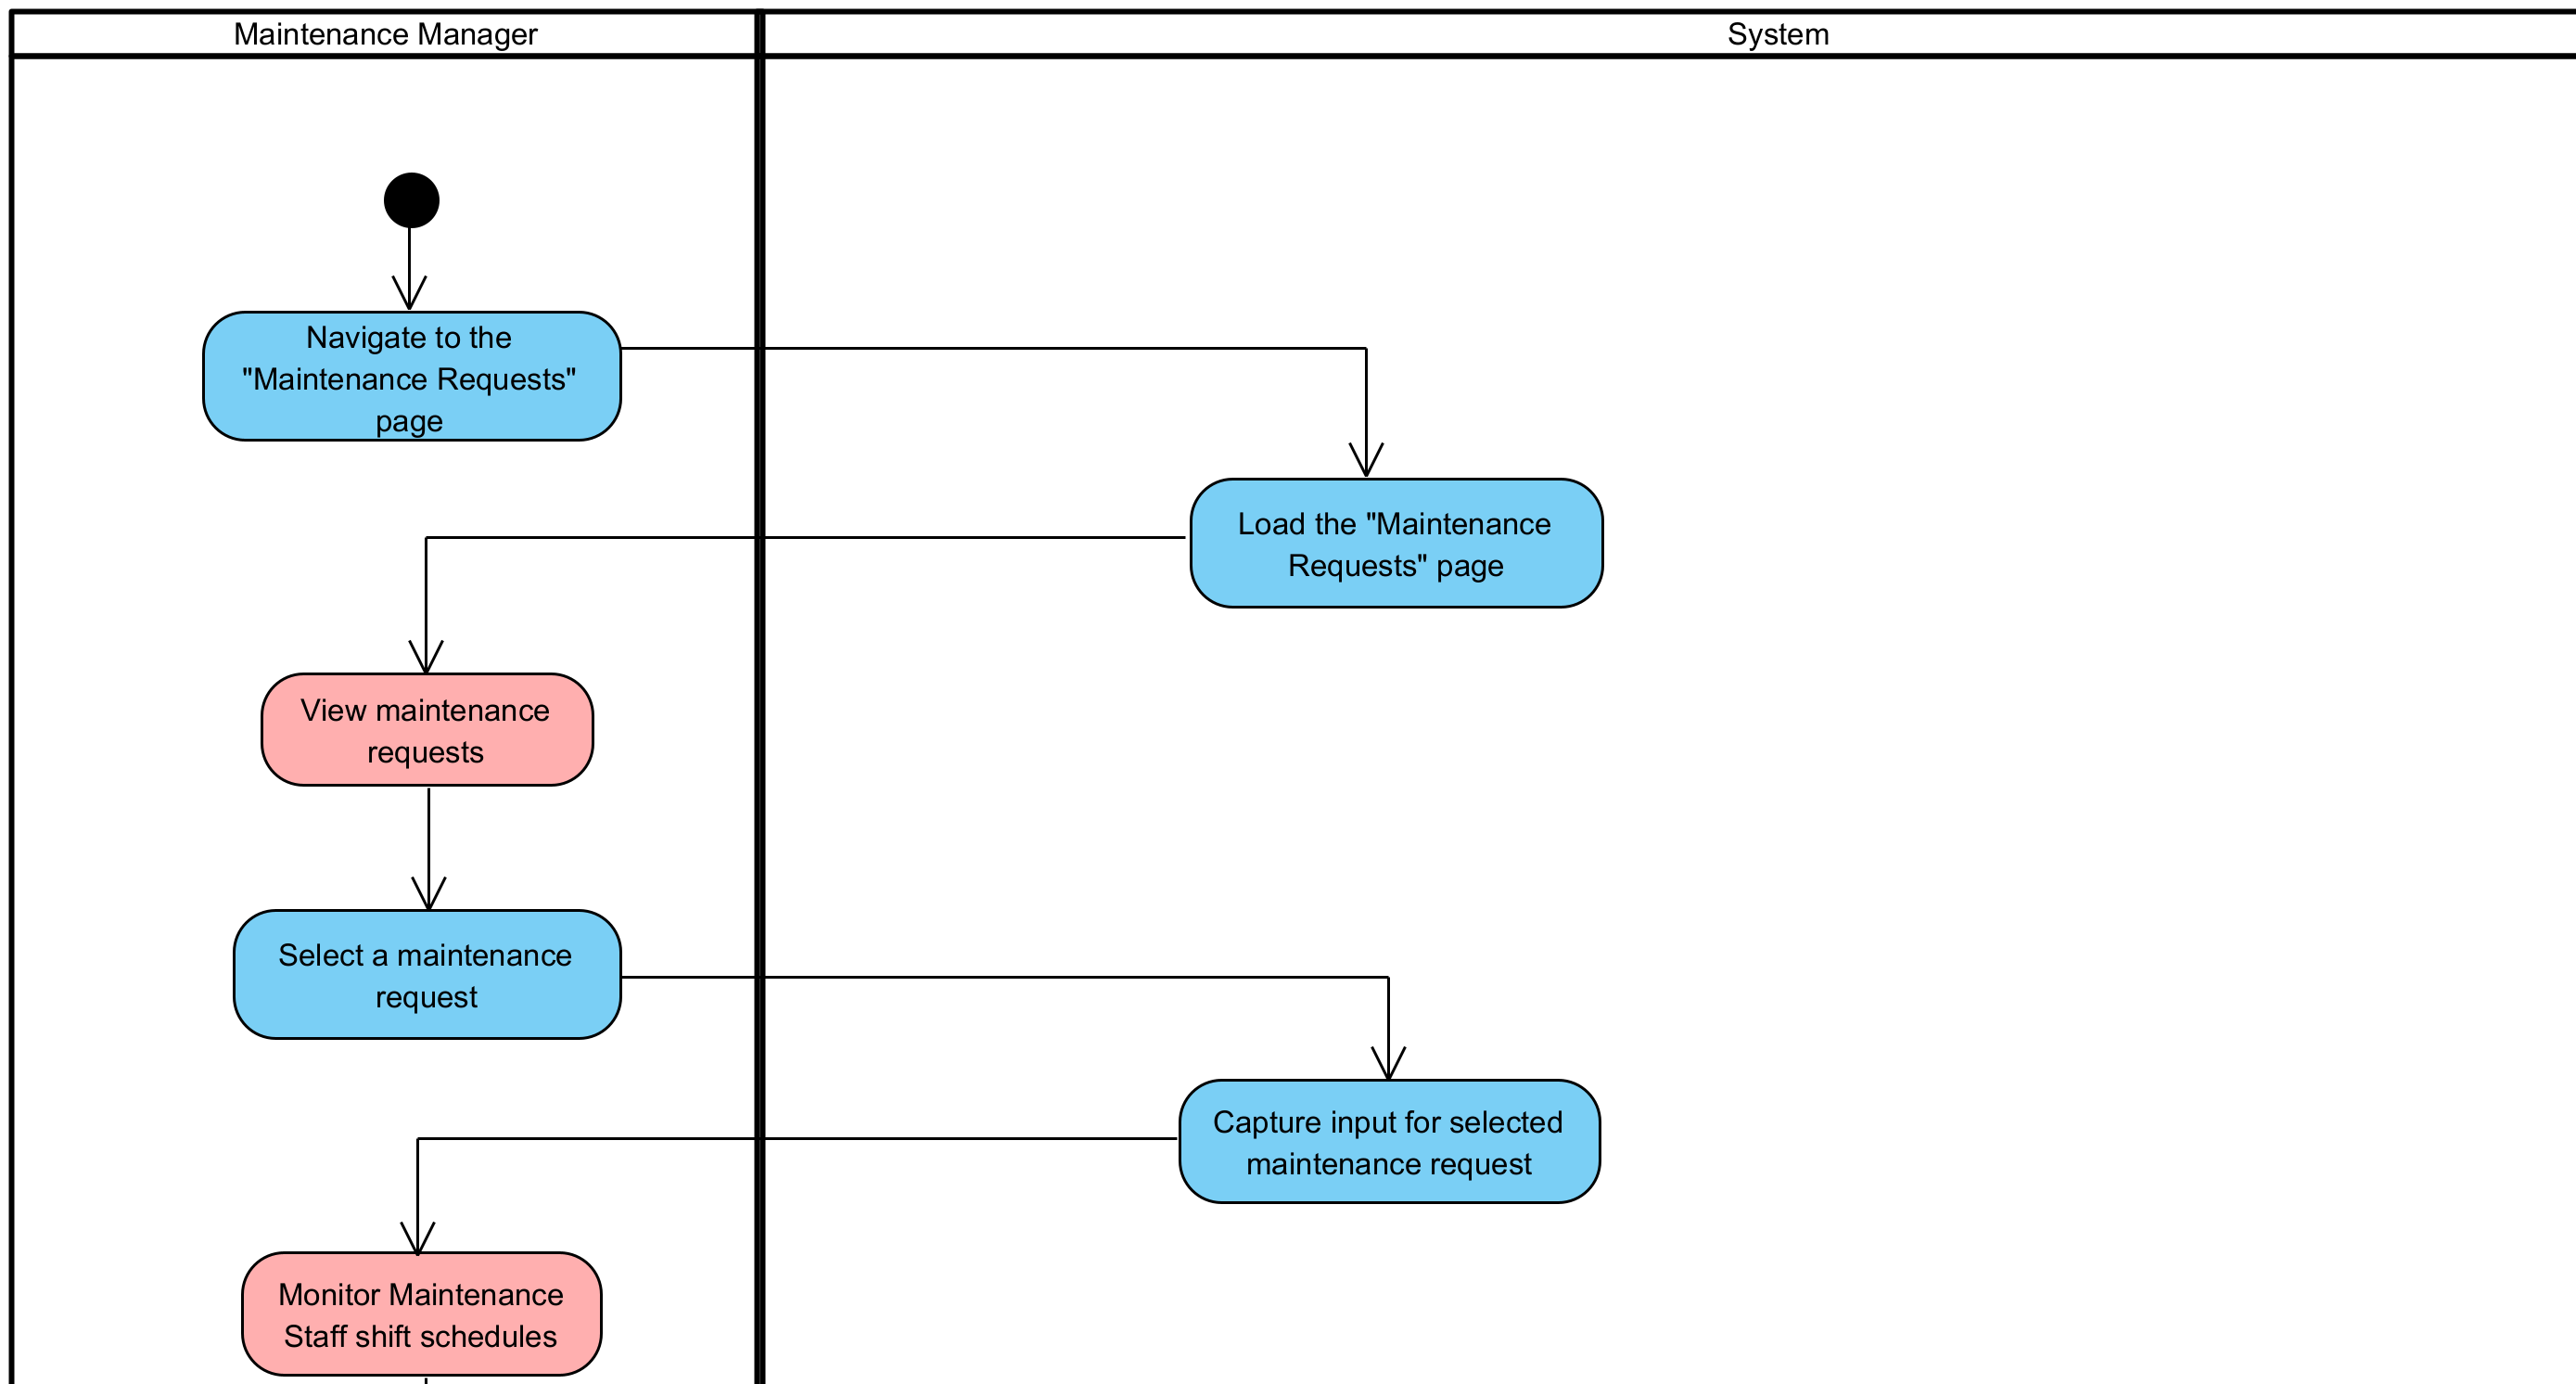 Maintenance Manager
System
Navigate to the
"Maintenance Requests"
page
Load the "Maintenance
Requests" page
View maintenance
requests
Select a maintenance
request
Capture input for selected
maintenance request
Monitor Maintenance
Staff shift schedules